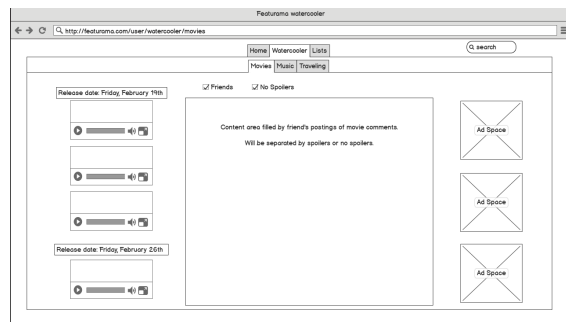 Featurama watercooler
http://featurama.com/user/watercooler/movies
Home Watercooler Lists
search
Movies Music Traveling
Friends No Spoilers
Release date: Friday, February 19th
Content area filled by friend's postings of movie comments.
Will be separated by spoilers or no spoilers.
Ad Space
Ad Space
Release date: Friday, February 26th
Ad Space